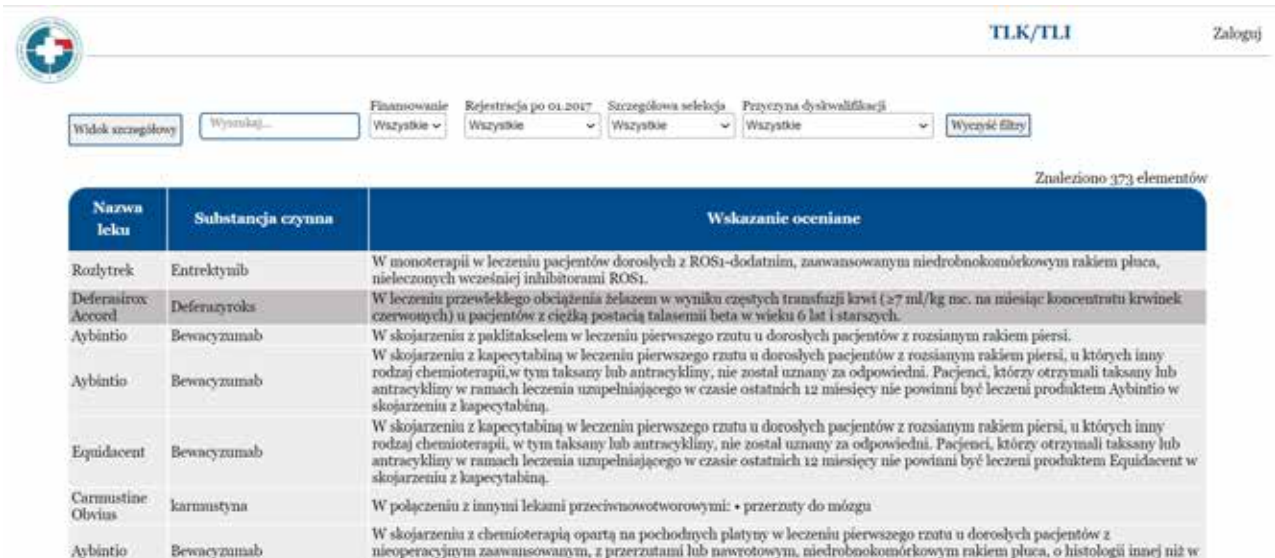 TLK/TLI
Zaloguj
Finansowanie Rejestracja po 01.2017 Szczegółowa selekcja Przyczyna dyskwalifikacji
Widok szczegółowy Wyszukaj... Wszystkie Wszystkie Wszystkie Wszystkie Wyczyść filtry
Znaleziono 373 elementów
Nazwa leku Substancja czynna Wskazanie oceniane
Rozlytrek Entrektynib
W monoterapii w leczeniu pacjentów dorosłych z ROS1-dodatnim, zaawansowanym niedrobnokomórkowym rakiem płuca,
nieleczonych wcześniej inhibitorami ROS1.
Deferasirox
Accord
Deferazyroks
W leczeniu przewlekłego obciążenia żelazem w wyniku częstych transfuzji krwi (≥7 ml/kg mc. na miesiąc koncentratu krwinek
czerwonych) u pacjentów z ciężką postacią talasemii beta w wieku 6 lat i starszych.
Aybintio Bewacyzumab W skojarzeniu z paklitakselem w leczeniu pierwszego rzutu u dorosłych pacjentów z rozsianym rakiem piersi.
Aybintio Bewacyzumab
W skojarzeniu z kapecytabiną w leczeniu pierwszego rzutu u dorosłych pacjentów z rozsianym rakiem piersi, u których inny
rodzaj chemioterapii,w tym taksany lub antracykliny, nie został uznany za odpowiedni. Pacjenci, którzy otrzymali taksany lub
antracykliny w ramach leczenia uzupełniającego w czasie ostatnich 12 miesięcy nie powinni być leczeni produktem Aybintio w
skojarzeniu z kapecytabiną.
Equidacent Bewacyzumab
W skojarzeniu z kapecytabiną w leczeniu pierwszego rzutu u dorosłych pacjentów z rozsianym rakiem piersi, u których inny
rodzaj chemioterapii, w tym taksany lub antracykliny, nie został uznany za odpowiedni. Pacjenci, którzy otrzymali taksany lub
antracykliny w ramach leczenia uzupełniającego w czasie ostatnich 12 miesięcy nie powinni być leczeni produktem Equidacent w
skojarzeniu z kapecytabiną.
Carmustine
Obvius
karmustyna W połączeniu z innymi lekami przeciwnowotworowymi: • przerzuty do mózgu
Aybintio Bewacyzumab
W skojarzeniu z chemioterapią opartą na pochodnych platyny w leczeniu pierwszego rzutu u dorosłych pacjentów z
nieoperacyjnym zaawansowanym, z przerzutami lub nawrotowym, niedrobnokomórkowym rakiem płuca, o histologii innej niż w